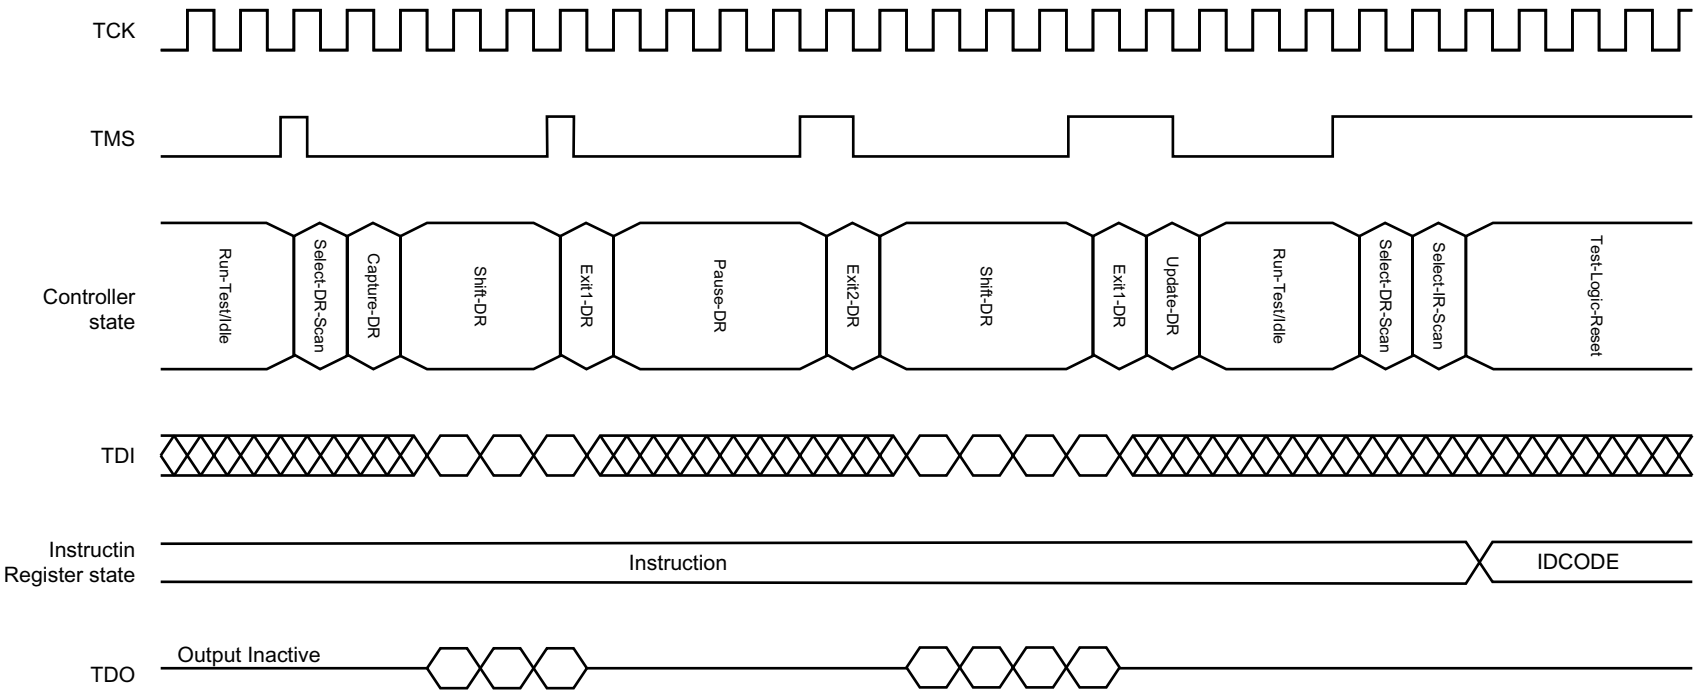 TCK
TMS
Controller
state
Run-Test/Idle
Select-DR-Scan
Capture-DR
Shift-DR
Exit1-DR
Pause-DR
Exit2-DR
Shift-DR
Exit1-DR
Update-DR
Run-Test/Idle
Select-DR-Scan
Select-IR-Scan
Test-Logic-Reset
TDI
Instructin
Register state
Instruction
IDCODE
TDO
Output Inactive